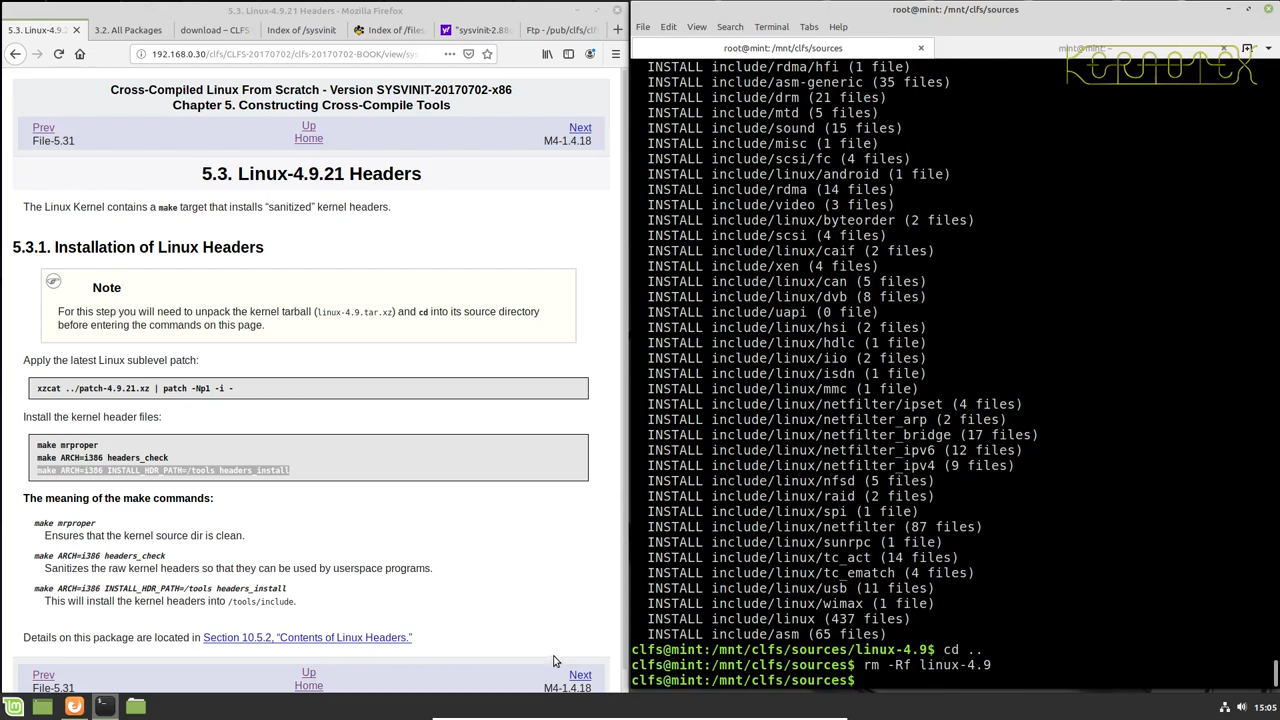 5.3. Linux-4.9.21 Headers - Mozilla Firefox
5.3. Linux-4.9.2
3.2. All Packages
download – CLFS
Index of /sysvinit
Index of /files
"sysvinit-2.88
Ftp - /pub/clfs/clf
192.168.0.30/clfs/CLFS-20170702/clfs-20170702-BOOK/view/sy
Cross-Compiled Linux From Scratch - Version SYSVINIT-20170702-x86
Chapter 5. Constructing Cross-Compile Tools
Prev
Up
Next
File-5.31
Home
M4-1.4.18
5.3. Linux-4.9.21 Headers
The Linux Kernel contains a make target that installs “sanitized” kernel headers.
5.3.1. Installation of Linux Headers
Note
For this step you will need to unpack the kernel tarball (linux-4.9.tar.xz) and cd into its source directory
before entering the commands on this page.
Apply the latest Linux sublevel patch:
xzcat ../patch-4.9.21.xz | patch -Np1 -i -
Install the kernel header files:
make mrproper
make ARCH=i386 headers_check
make ARCH=i386 INSTALL_HDR_PATH=/tools headers_install
The meaning of the make commands:
make mrproper
Ensures that the kernel source dir is clean.
make ARCH=i386 headers_check
Sanitizes the raw kernel headers so that they can be used by userspace programs.
make ARCH=i386 INSTALL_HDR_PATH=/tools headers_install
This will install the kernel headers into /tools/include.
Details on this package are located in Section 10.5.2, “Contents of Linux Headers.”
Prev
Up
Next
File-5.31
Home
M4-1.4.18
root@mint: /mnt/clfs/sources
File Edit View Search Terminal Tabs Help
root@mint: /mnt/clfs/sources
root@mint: ~
KERNOTEX
INSTALL include/rdma/hfi (1 file)
INSTALL include/asm-generic (35 files)
INSTALL include/drm (21 files)
INSTALL include/mtd (5 files)
INSTALL include/sound (15 files)
INSTALL include/misc (1 file)
INSTALL include/scsi/fc (4 files)
INSTALL include/linux/android (1 file)
INSTALL include/rdma (14 files)
INSTALL include/video (3 files)
INSTALL include/linux/byteorder (2 files)
INSTALL include/scsi (4 files)
INSTALL include/linux/caif (2 files)
INSTALL include/xen (4 files)
INSTALL include/linux/can (5 files)
INSTALL include/linux/dvb (8 files)
INSTALL include/uapi (0 file)
INSTALL include/linux/hsi (2 files)
INSTALL include/linux/hdlc (1 file)
INSTALL include/linux/iio (2 files)
INSTALL include/linux/isdn (1 file)
INSTALL include/linux/mmc (1 file)
INSTALL include/linux/netfilter/ipset (4 files)
INSTALL include/linux/netfilter_arp (2 files)
INSTALL include/linux/netfilter_bridge (17 files)
INSTALL include/linux/netfilter_ipv6 (12 files)
INSTALL include/linux/netfilter_ipv4 (9 files)
INSTALL include/linux/nfsd (5 files)
INSTALL include/linux/raid (2 files)
INSTALL include/linux/spi (1 file)
INSTALL include/linux/netfilter (87 files)
INSTALL include/linux/sunrpc (1 file)
INSTALL include/linux/tc_act (14 files)
INSTALL include/linux/tc_ematch (4 files)
INSTALL include/linux/usb (11 files)
INSTALL include/linux/wimax (1 file)
INSTALL include/linux (437 files)
INSTALL include/asm (65 files)
clfs@mint:/mnt/clfs/sources/linux-4.9$ cd ..
clfs@mint:/mnt/clfs/sources$ rm -Rf linux-4.9
clfs@mint:/mnt/clfs/sources$
15:05